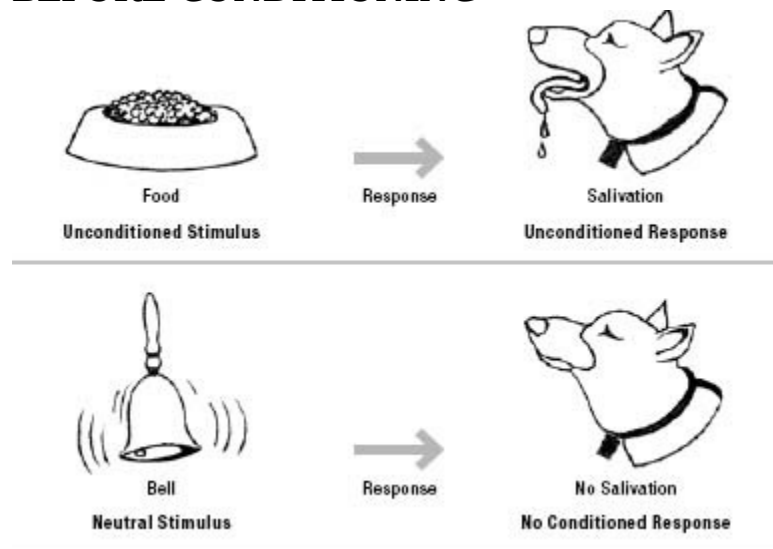 BEFORE CONDITIONING
Food Response Salivation
Unconditioned Stimulus Unconditioned Response
Bell Response No Salivation
Neutral Stimulus No Conditioned Response